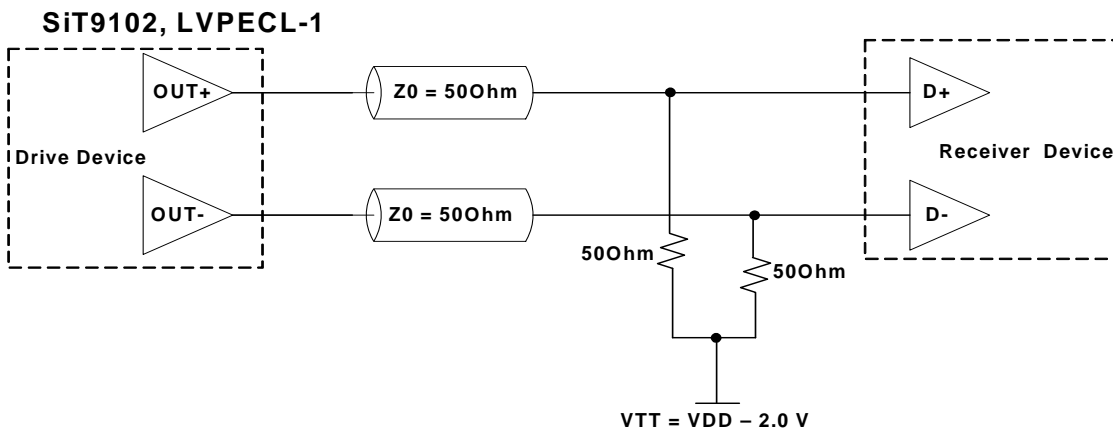 SiT9102, LVPECL-1
OUT+
Z0 = 50Ohm
D+
Drive Device
Receiver Device
OUT-
Z0 = 50Ohm
D-
50Ohm
50Ohm
VTT = VDD – 2.0 V